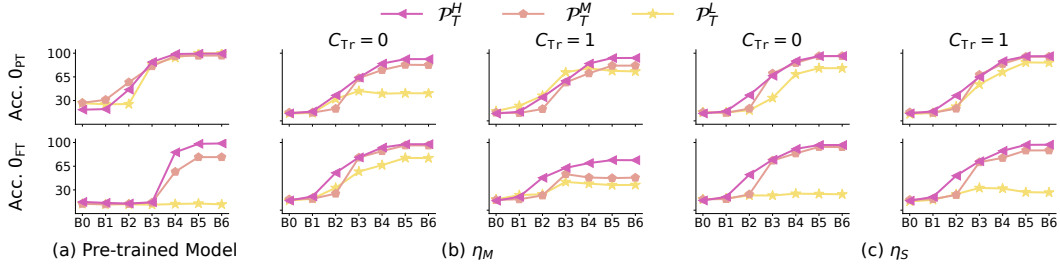 𝒫_T^H 𝒫_T^M 𝒫_T^L
C_Tr = 0 C_Tr = 1 C_Tr = 0 C_Tr = 1
Acc. 0_PT
100
65
30
Acc. 0_FT
100
65
30
B0 B1 B2 B3 B4 B5 B6 B0 B1 B2 B3 B4 B5 B6 B0 B1 B2 B3 B4 B5 B6 B0 B1 B2 B3 B4 B5 B6 B0 B1 B2 B3 B4 B5 B6
(a) Pre-trained Model (b) η_M (c) η_S